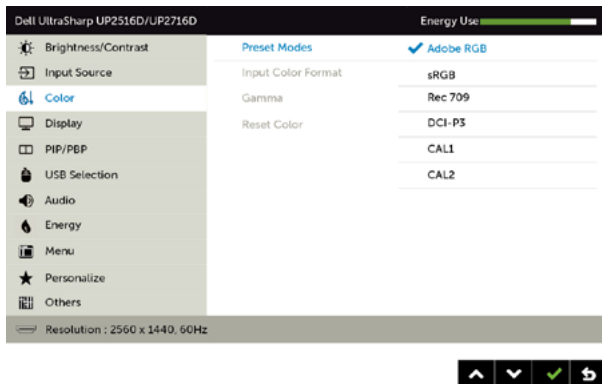 Dell UltraSharp UP2516D/UP2716D Energy Use
Brightness/Contrast Preset Modes Adobe RGB
Input Source Input Color Format sRGB
Color Gamma Rec 709
Display Reset Color DCI-P3
PIP/PBP CAL1
USB Selection CAL2
Audio
Energy
Menu
Personalize
Others
Resolution : 2560 x 1440, 60Hz